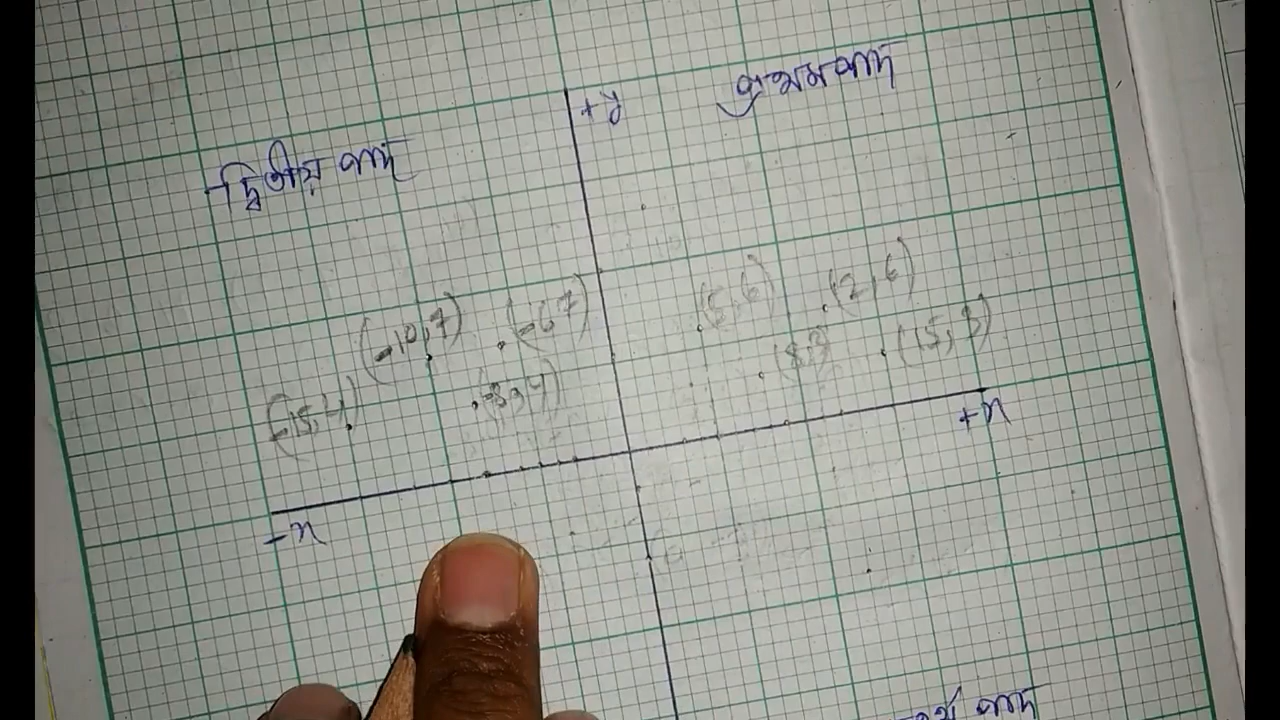 প্রথম পাদ
+y
দ্বিতীয় পাদ
(-6,7)
(-10,7)
(5,6)
(2,6)
(15,3)
(-15,4)
+x
-x
পাদ